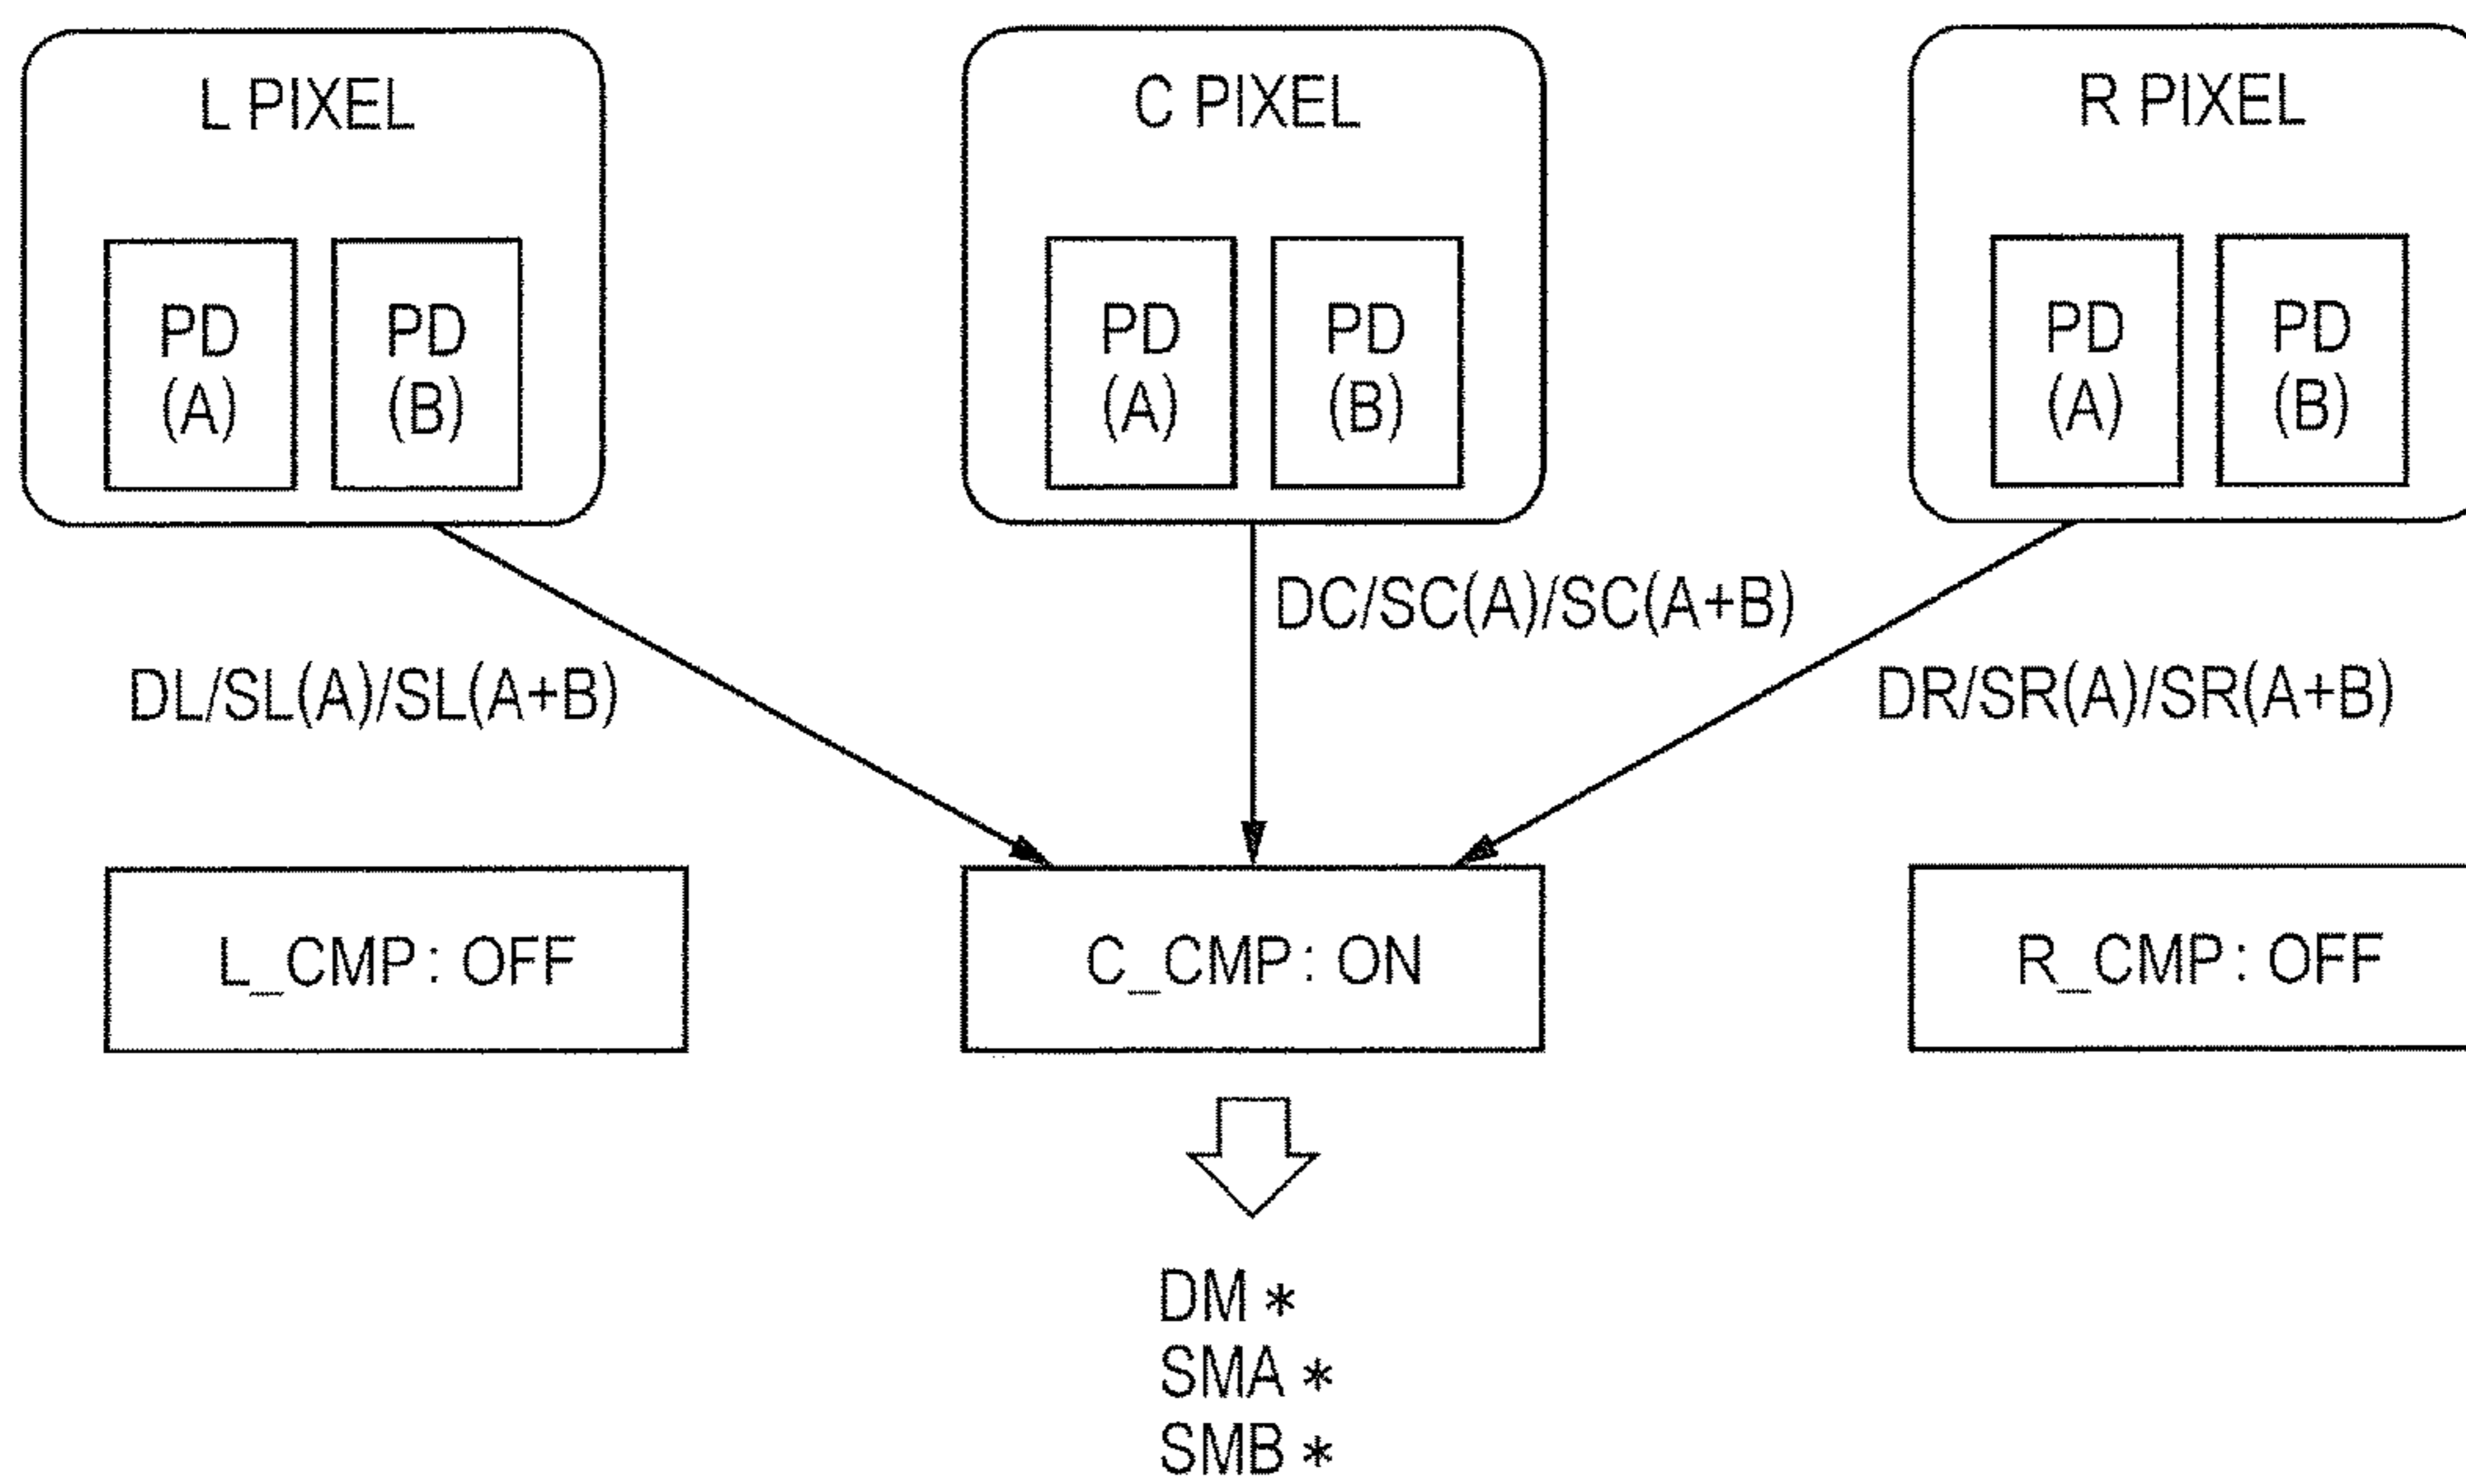 L PIXEL
C PIXEL
R PIXEL
PD
(A)
PD
(B)
PD
(A)
PD
(B)
PD
(A)
PD
(B)
DC/SC(A)/SC(A+B)
DL/SL(A)/SL(A+B)
DR/SR(A)/SR(A+B)
L_CMP : OFF
C_CMP : ON
R_CMP : OFF
DM *
SMA *
SMB *